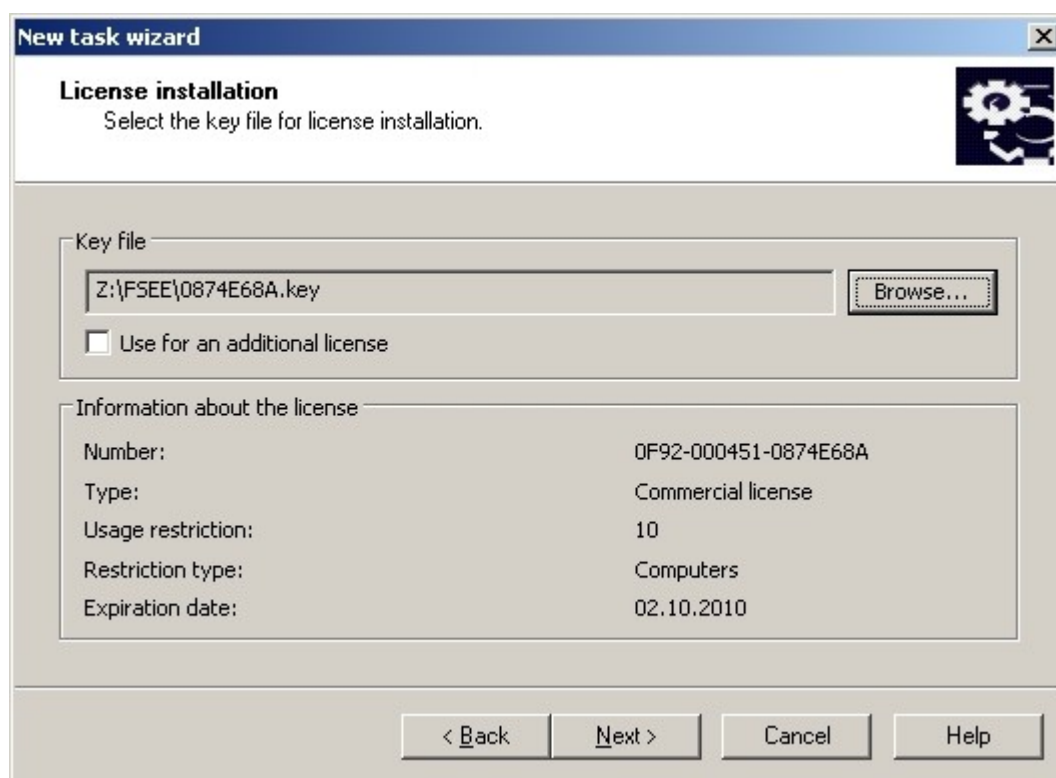 New task wizard
License installation
Select the key file for license installation.
Key file
Z:\FSEE\0874E68A.key
Browse...
Use for an additional license
Information about the license
Number: 0F92-000451-0874E68A
Type: Commercial license
Usage restriction: 10
Restriction type: Computers
Expiration date: 02.10.2010
< Back Next > Cancel Help